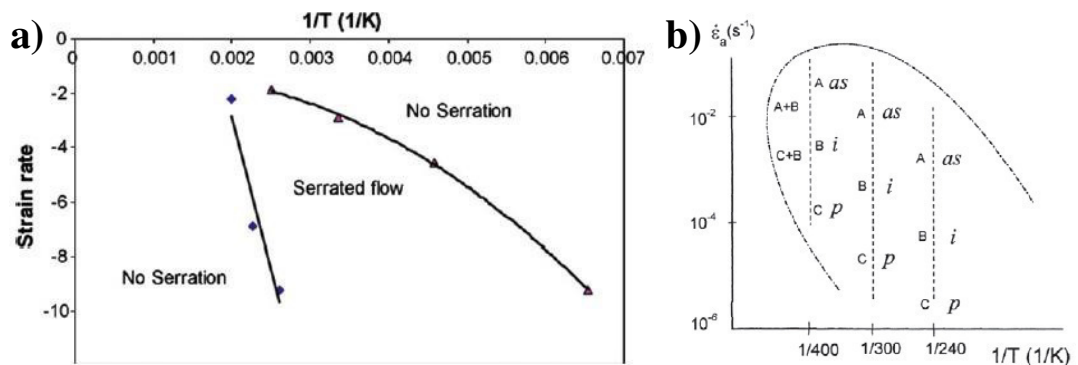 a)
1/T (1/K)
0 0.001 0.002 0.003 0.004 0.005 0.006 0.007
0
-2
-4
-6
-8
-10
Strain rate
No Serration
Serrated flow
No Serration
b)
ε̇a(s⁻¹)
10⁻²
10⁻⁴
10⁻⁶
A as
A+B A as
C+B B i A as
B i
C p B i
C p
C p
1/400 1/300 1/240 1/T (1/K)